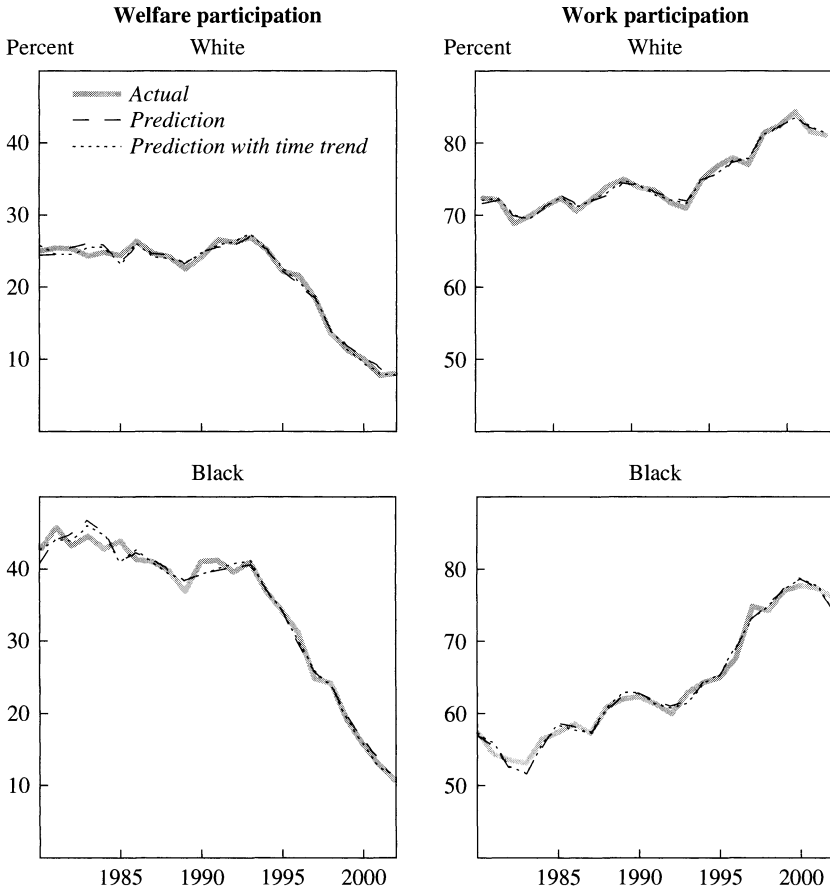 Welfare participation
Work participation
Percent
White
Percent
White
Actual
Prediction
Prediction with time trend
40
30
20
10
80
70
60
50
Black
Black
40
30
20
10
80
70
60
50
1985 1990 1995 2000
1985 1990 1995 2000